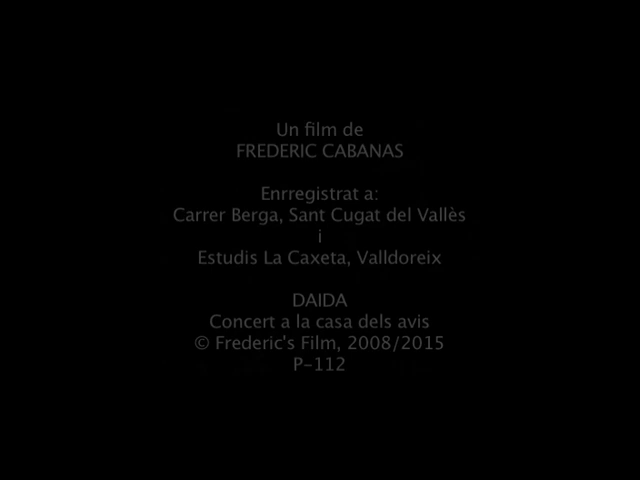 Un film de
FREDERIC CABANAS
Enrregistrat a:
Carrer Berga, Sant Cugat del Vallès
i
Estudis La Caxeta, Valldoreix
DAIDA
Concert a la casa dels avis
© Frederic's Film, 2008/2015
P-112